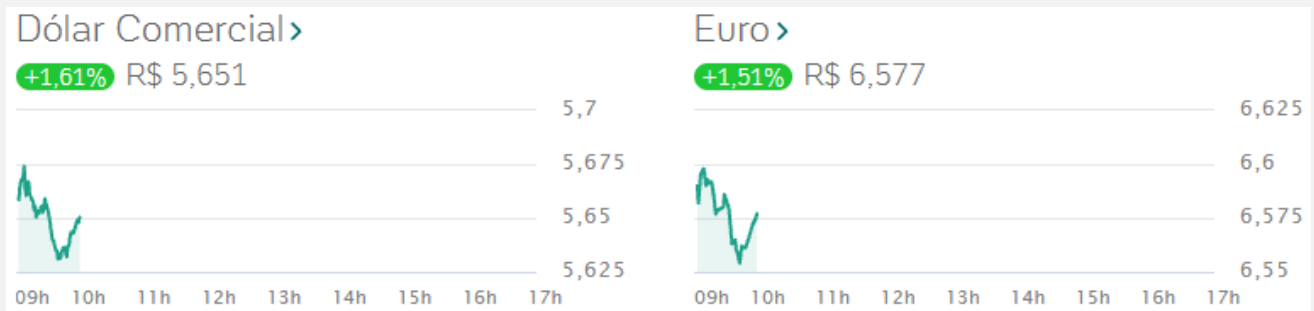 Dólar Comercial >
+1,61% R$ 5,651
5,7
5,675
5,65
5,625
09h 10h 11h 12h 13h 14h 15h 16h 17h
Euro >
+1,51% R$ 6,577
6,625
6,6
6,575
6,55
09h 10h 11h 12h 13h 14h 15h 16h 17h